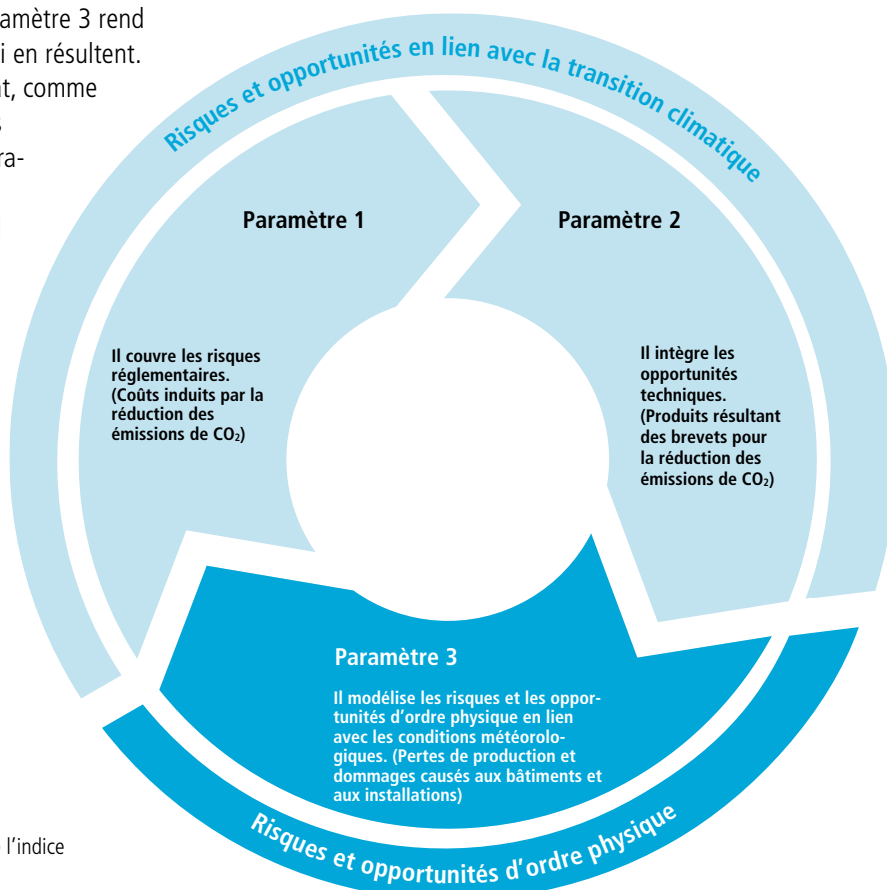 amètre 3 rend
i en résultent.
t, comme
s
ra-
Risques et opportunités en lien avec la transition climatique
Paramètre 1
Il couvre les risques
réglementaires.
(Coûts induits par la
réduction des
émissions de CO₂)
Paramètre 2
Il intègre les
opportunités
techniques.
(Produits résultant
des brevets pour
la réduction des
émissions de CO₂)
Paramètre 3
Il modélise les risques et les oppor-
tunités d’ordre physique en lien
avec les conditions météorolo-
giques. (Pertes de production et
dommages causés aux bâtiments et
aux installations)
Risques et opportunités d’ordre physique
l’indice